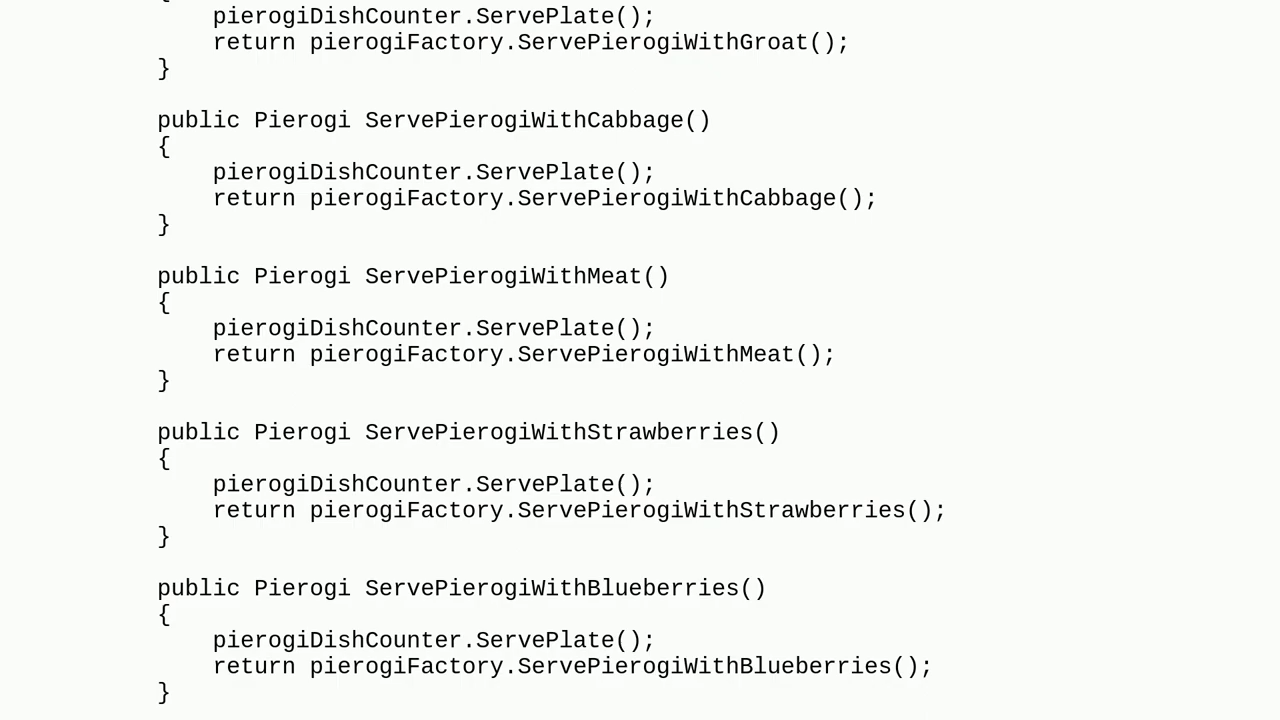 pierogiDishCounter.ServePlate();
return pierogiFactory.ServePierogiWithGroat();
}
public Pierogi ServePierogiWithCabbage()
{
pierogiDishCounter.ServePlate();
return pierogiFactory.ServePierogiWithCabbage();
}
public Pierogi ServePierogiWithMeat()
{
pierogiDishCounter.ServePlate();
return pierogiFactory.ServePierogiWithMeat();
}
public Pierogi ServePierogiWithStrawberries()
{
pierogiDishCounter.ServePlate();
return pierogiFactory.ServePierogiWithStrawberries();
}
public Pierogi ServePierogiWithBlueberries()
{
pierogiDishCounter.ServePlate();
return pierogiFactory.ServePierogiWithBlueberries();
}